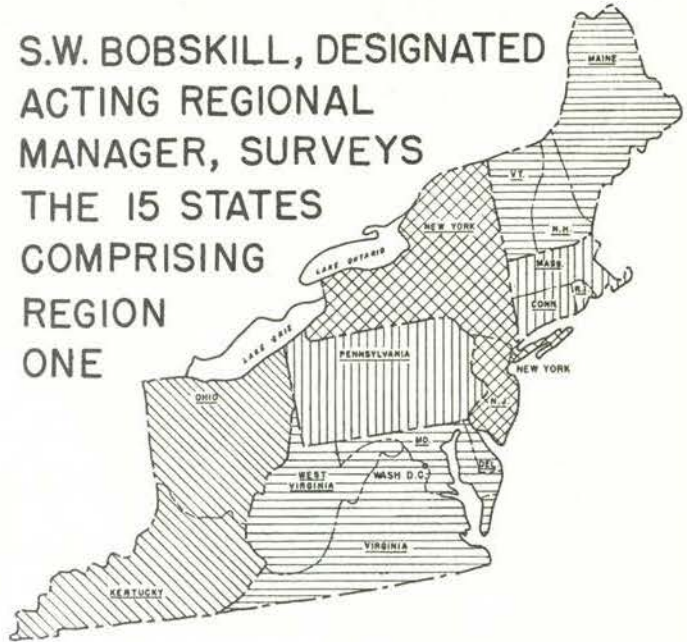 S.W. BOBSKILL, DESIGNATED
ACTING REGIONAL
MANAGER, SURVEYS
THE 15 STATES
COMPRISING
REGION
ONE
MAINE
VT.
N.H.
NEW YORK
MASS.
LAKE ONTARIO
R.I.
CONN.
LAKE ERIE
PENNSYLVANIA
NEW YORK
OHIO
N.J.
MD.
DEL.
WEST
VIRGINIA
WASH D.C.
VIRGINIA
KERTUCKY